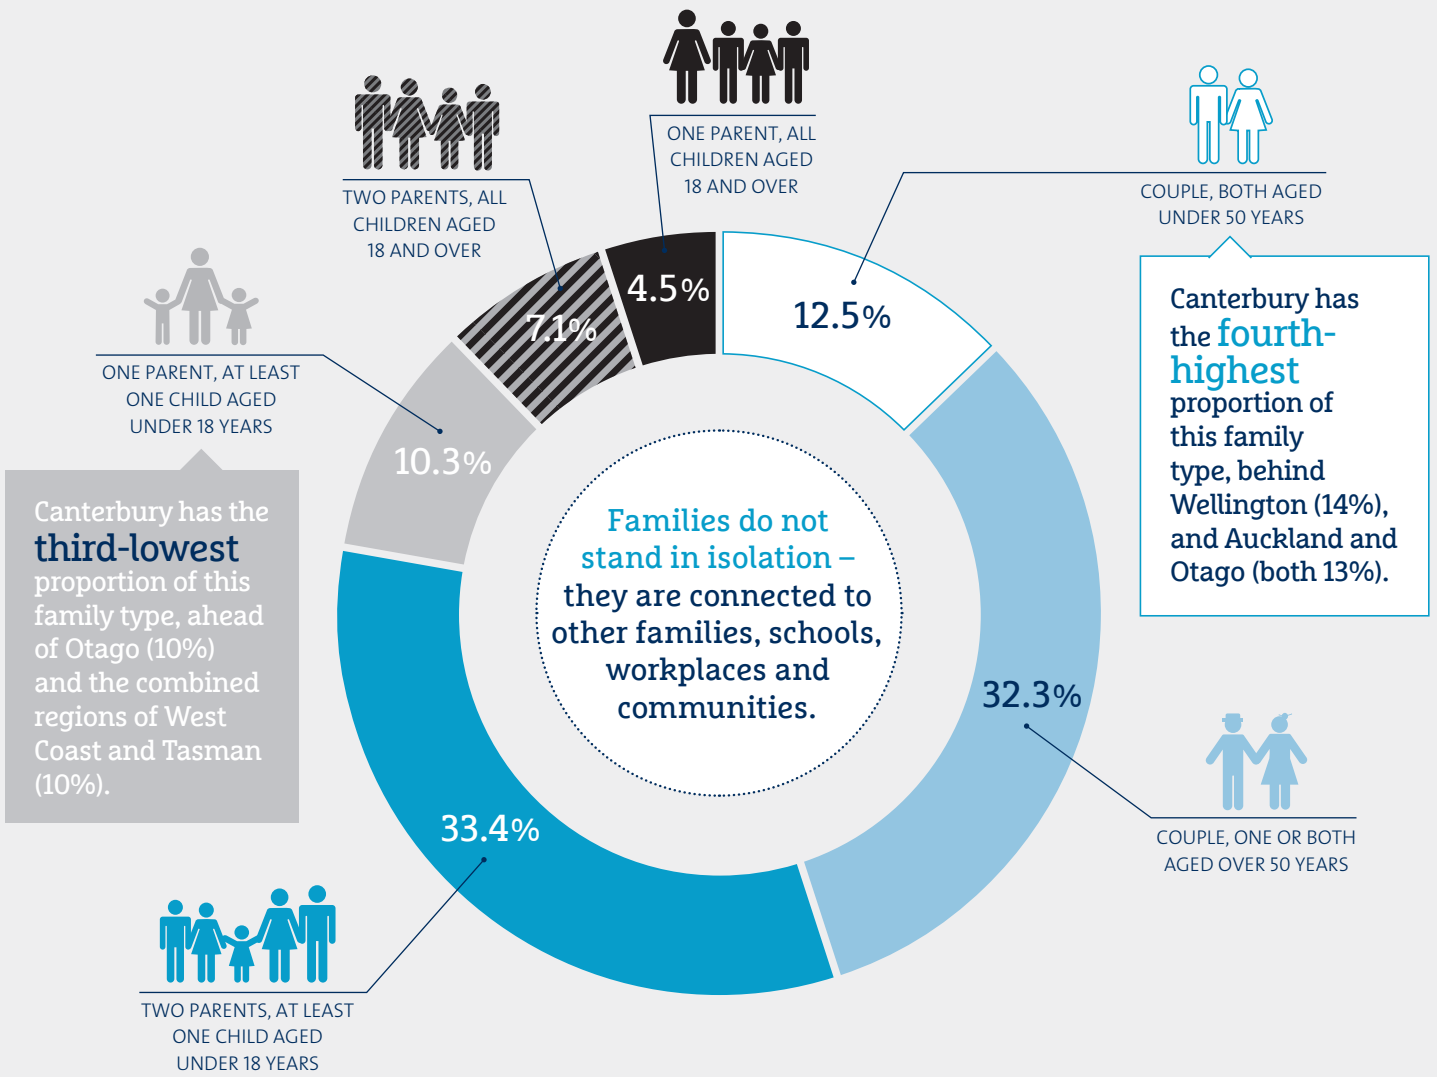 ONE PARENT, ALL
CHILDREN AGED
18 AND OVER
TWO PARENTS, ALL
CHILDREN AGED
18 AND OVER
COUPLE, BOTH AGED
UNDER 50 YEARS
ONE PARENT, AT LEAST
ONE CHILD AGED
UNDER 18 YEARS
4.5%
7.1%
12.5%
10.3%
Canterbury has
the fourth-
highest
proportion of
this family
type, behind
Wellington (14%),
and Auckland and
Otago (both 13%).
Canterbury has the
third-lowest
proportion of this
family type, ahead
of Otago (10%)
and the combined
regions of West
Coast and Tasman
(10%).
Families do not
stand in isolation –
they are connected to
other families, schools,
workplaces and
communities.
32.3%
33.4%
COUPLE, ONE OR BOTH
AGED OVER 50 YEARS
TWO PARENTS, AT LEAST
ONE CHILD AGED
UNDER 18 YEARS